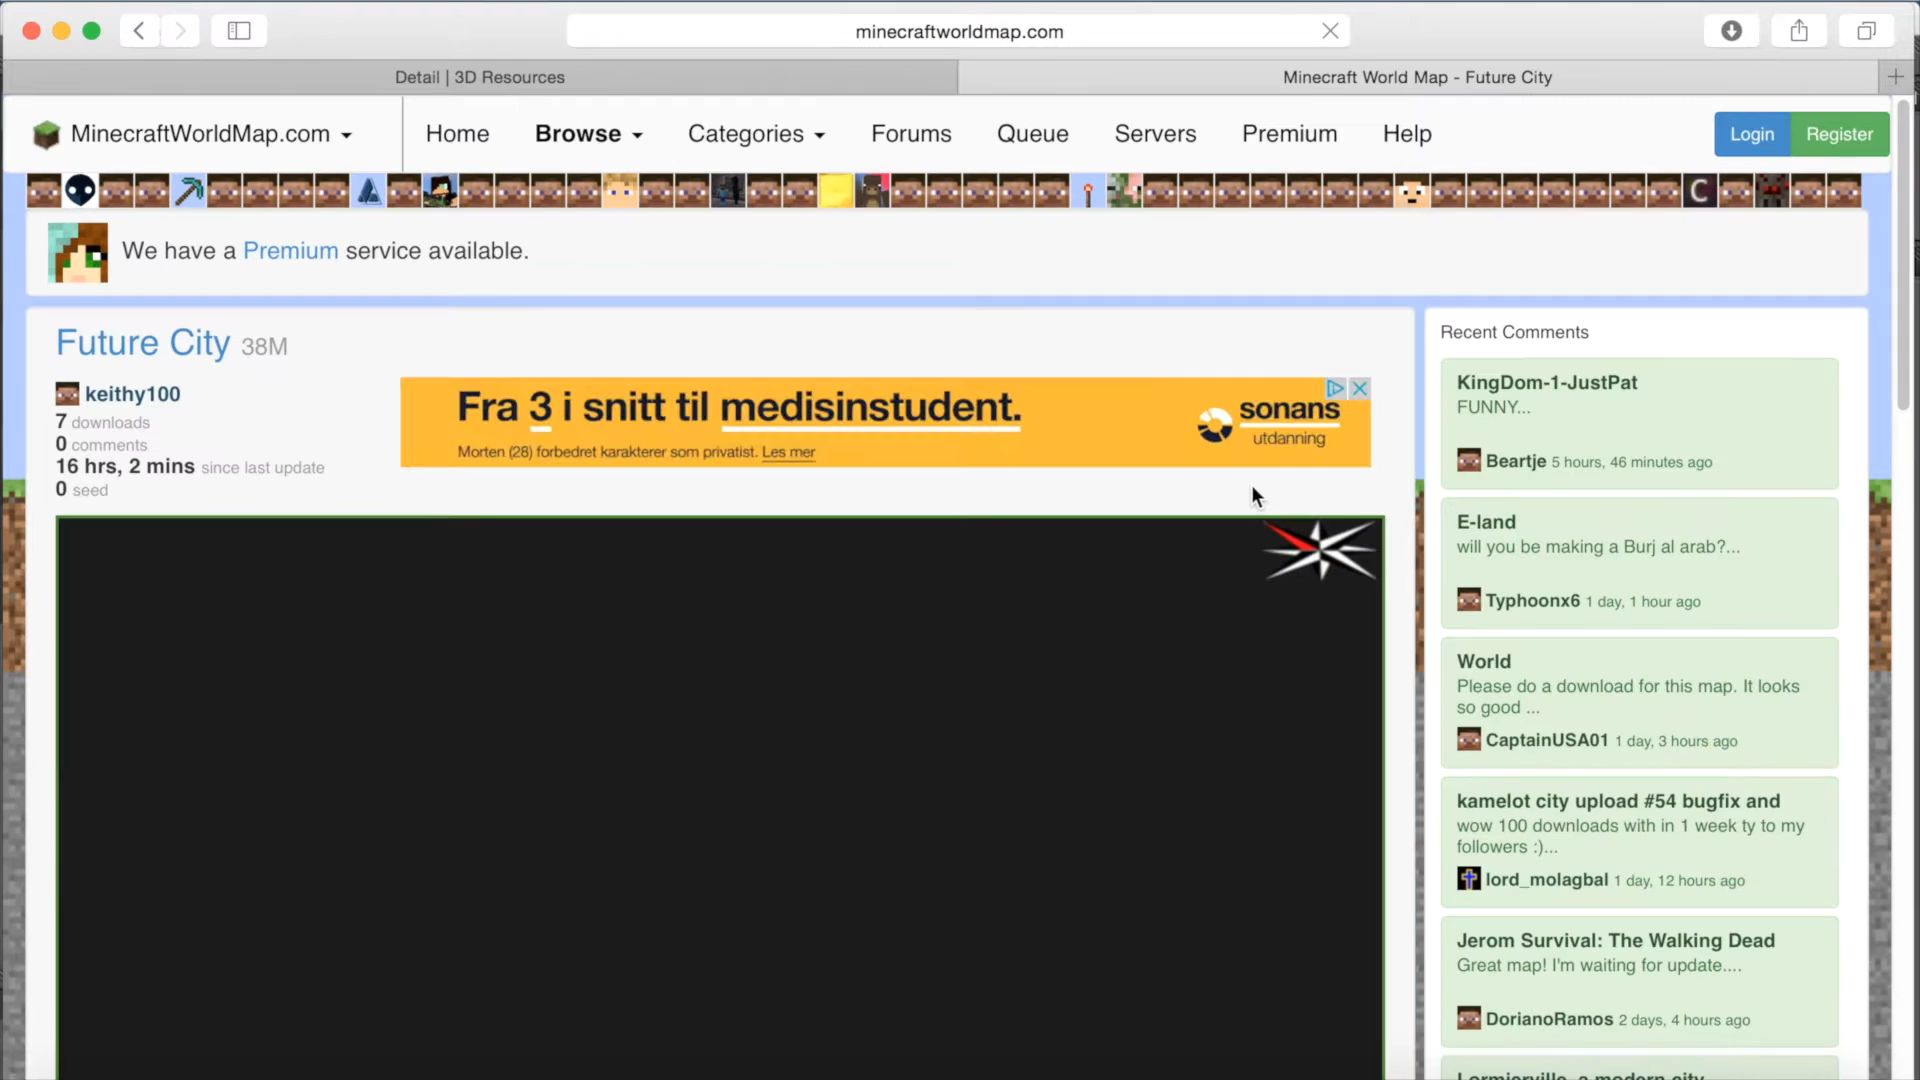 minecraftworldmap.com
Detail | 3D Resources
Minecraft World Map - Future City
MinecraftWorldMap.com
Home
Browse
Categories
Forums
Queue
Servers
Premium
Help
Login
Register
C
We have a Premium service available.
Future City 38M
keithy100
7 downloads
0 comments
16 hrs, 2 mins since last update
0 seed
Fra 3 i snitt til medisinstudent.
Morten (28) forbedret karakterer som privatist. Les mer
sonans
utdanning
Recent Comments
KingDom-1-JustPat
FUNNY...
Beartje 5 hours, 46 minutes ago
E-land
will you be making a Burj al arab?...
Typhoonx6 1 day, 1 hour ago
World
Please do a download for this map. It looks
so good ...
CaptainUSA01 1 day, 3 hours ago
kamelot city upload #54 bugfix and
wow 100 downloads with in 1 week ty to my
followers :)...
lord_molagbal 1 day, 12 hours ago
Jerom Survival: The Walking Dead
Great map! I'm waiting for update....
DorianoRamos 2 days, 4 hours ago
Lormierville, a modern city